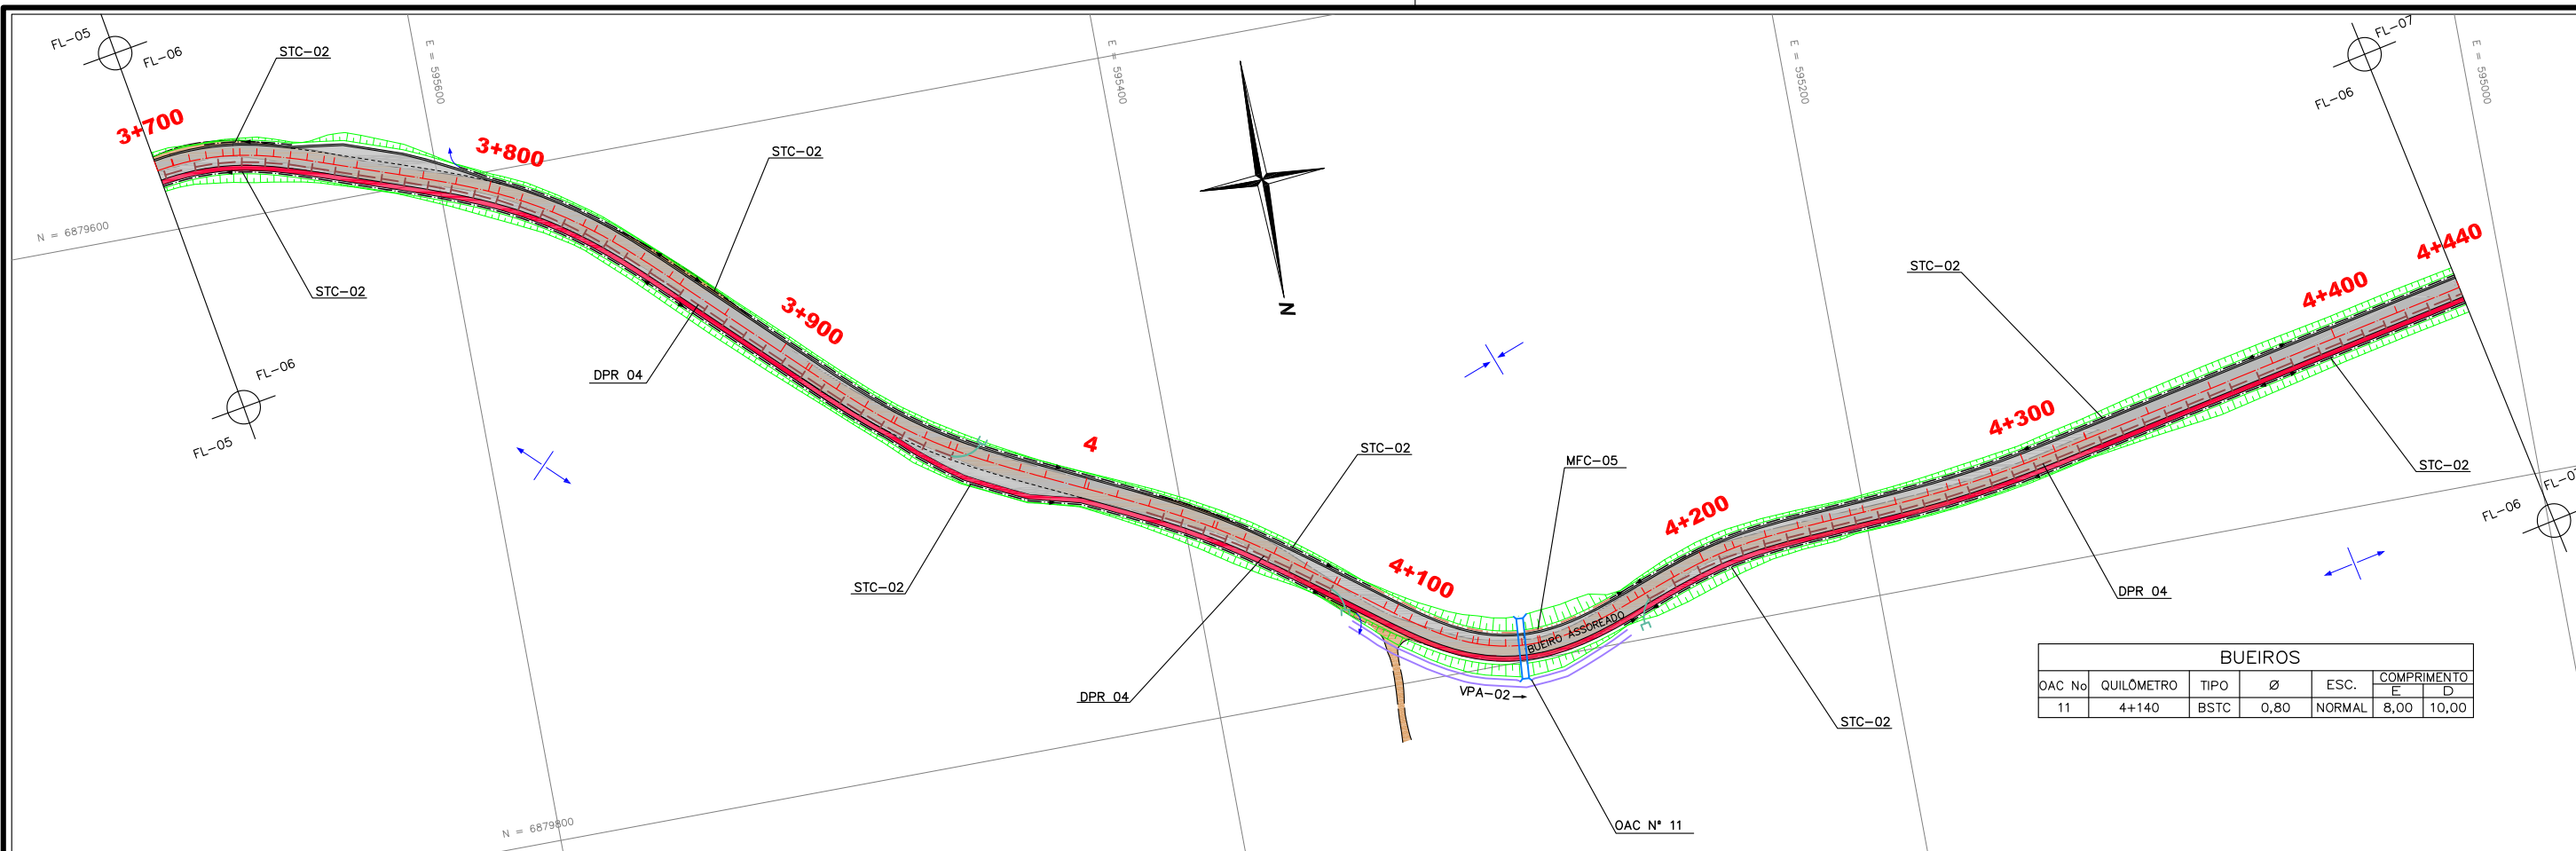 FL-05
FL-06
STC-02
3+700
E = 595600
3+800
STC-02
E = 595400
E = 595200
FL-07
FL-06
E = 595000
N = 6879600
STC-02
N
3+900
DPR 04
FL-06
FL-05
STC-02
4+440
4+400
4+300
4
STC-02
MFC-05
STC-02
FL-06
4+200
4+100
STC-02
DPR 04
BUEIRO ASSOREADO
VPA-02
DPR 04
STC-02
N = 6879800
OAC Nº 11
BUEIROS
OAC No QUILÔMETRO TIPO Ø ESC. COMPRIMENTO
E D
11 4+140 BSTC 0,80 NORMAL 8,00 10,00